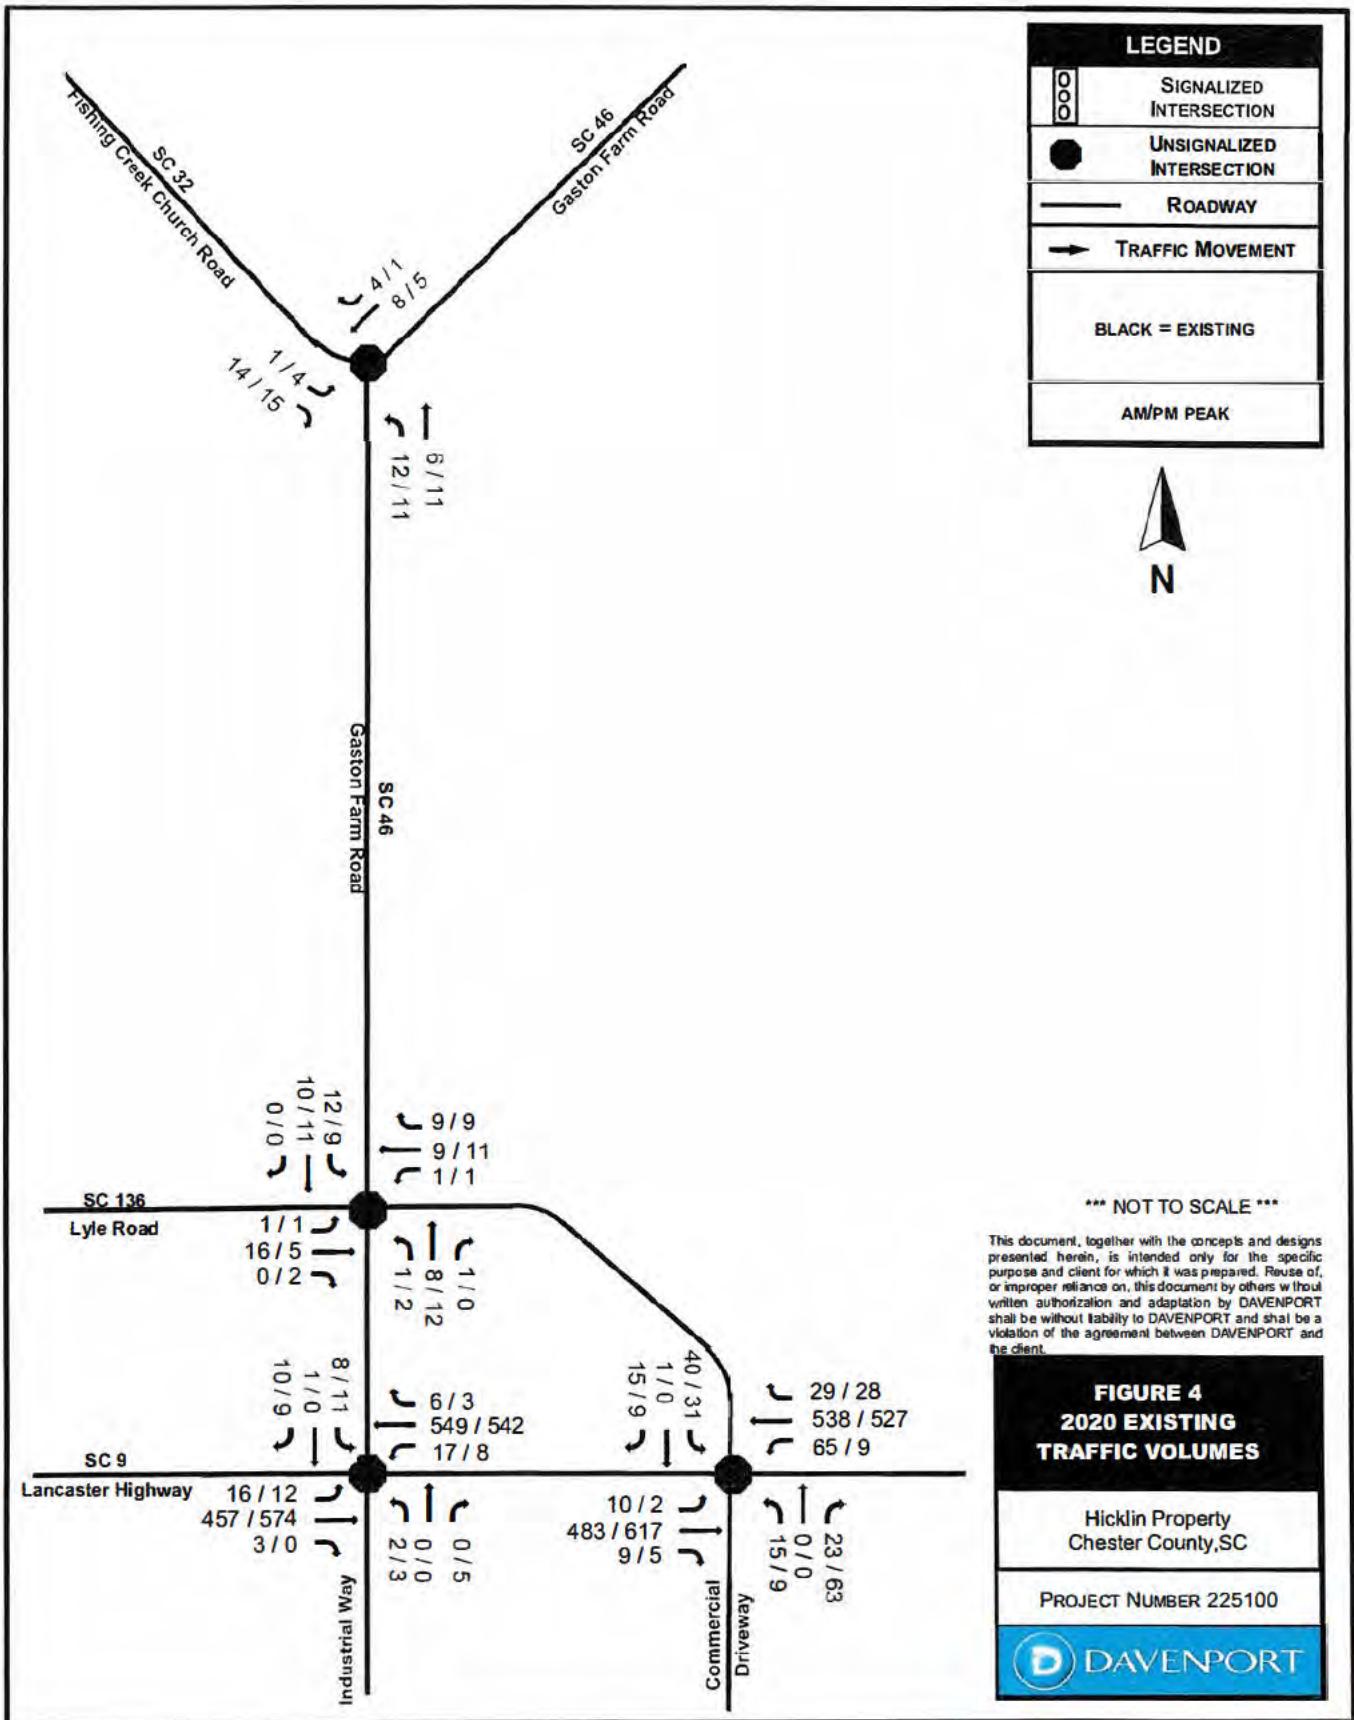 LEGEND
SIGNALIZED
INTERSECTION
UNSIGNALIZED
INTERSECTION
ROADWAY
TRAFFIC MOVEMENT
BLACK = EXISTING
AM/PM PEAK
N
SC 32
Fishing Creek Church Road
SC 46
Gaston Farm Road
4 / 1
8 / 5
1 / 4
14 / 15
12 / 11
6 / 11
Gaston Farm Road
SC 46
0 / 0
10 / 11
12 / 9
9 / 9
9 / 11
1 / 1
SC 136
Lyle Road
1 / 1
16 / 5
0 / 2
1 / 2
8 / 12
1 / 0
10 / 9
1 / 0
8 / 11
6 / 3
549 / 542
17 / 8
15 / 9
1 / 0
40 / 31
29 / 28
538 / 527
65 / 9
SC 9
Lancaster Highway
16 / 12
457 / 574
3 / 0
2 / 3
0 / 0
0 / 5
10 / 2
483 / 617
9 / 5
15 / 9
0 / 0
23 / 63
Industrial Way
Commercial
Driveway
*** NOT TO SCALE ***
This document, together with the concepts and designs
presented herein, is intended only for the specific
purpose and client for which it was prepared. Reuse of,
or improper reliance on, this document by others without
written authorization and adaptation by DAVENPORT
shall be without liability to DAVENPORT and shal be a
violation of the agreement between DAVENPORT and
the client.
FIGURE 4
2020 EXISTING
TRAFFIC VOLUMES
Hicklin Property
Chester County,SC
PROJECT NUMBER 225100
D DAVENPORT